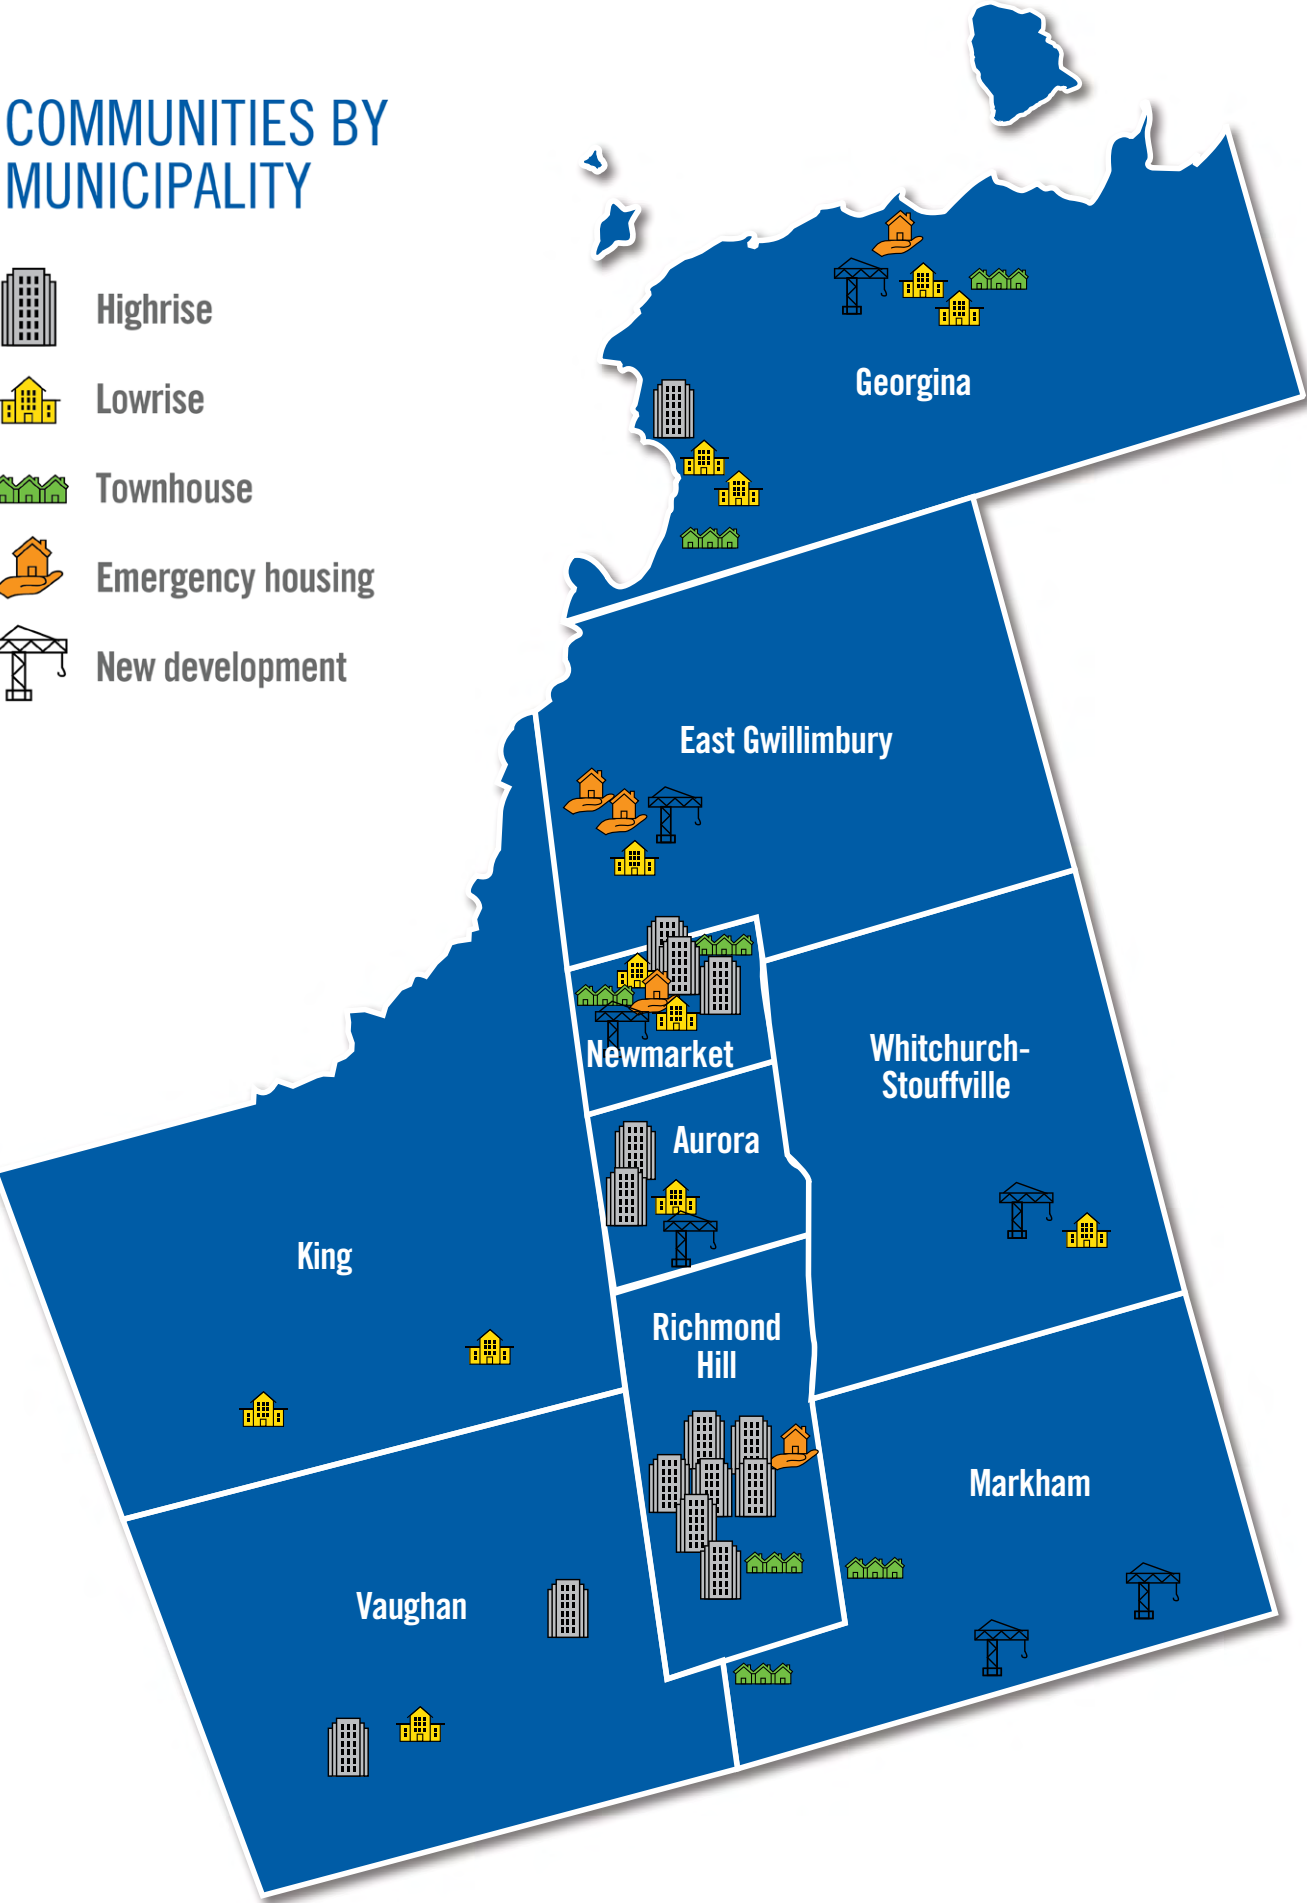 COMMUNITIES BY
MUNICIPALITY
Highrise
Lowrise
Townhouse
Emergency housing
New development
Georgina
East Gwillimbury
Newmarket
Whitchurch-
Stouffville
Aurora
King
Richmond
Hill
Markham
Vaughan